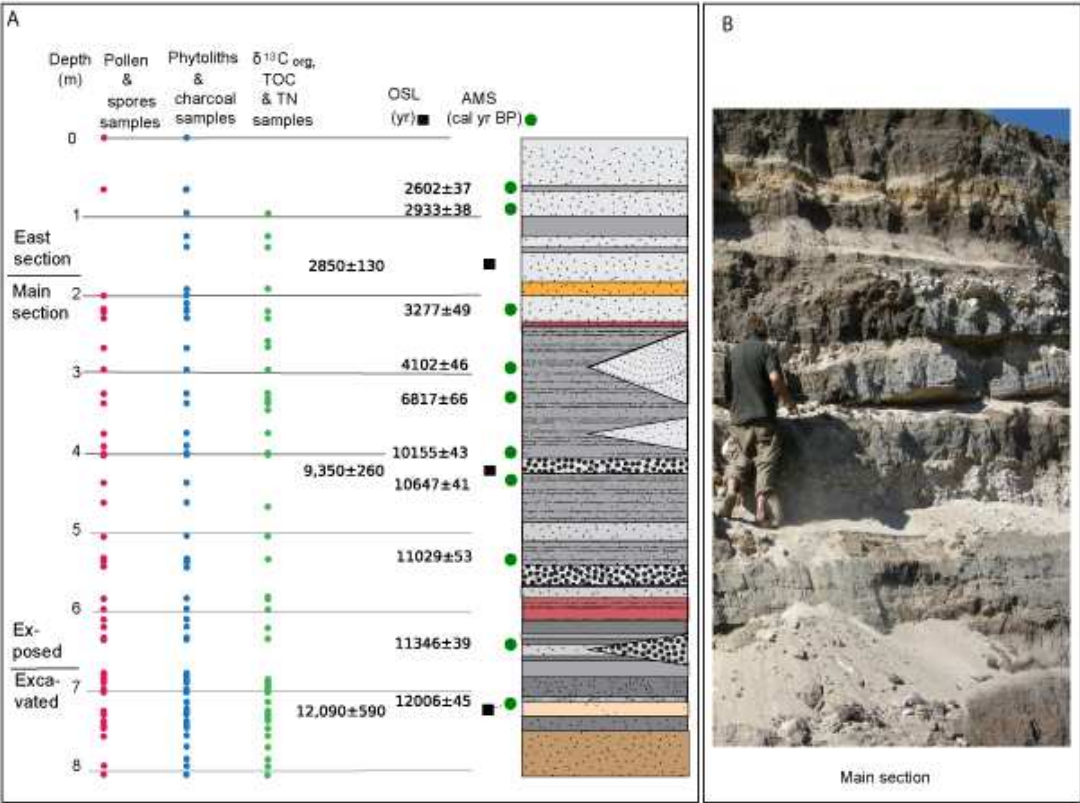 A
Depth
(m)
Pollen
&
spores
samples
Phytoliths
&
charcoal
samples
δ 13C org,
TOC
& TN
samples
OSL
(yr)
AMS
(cal yr BP)
0
2602±37
1
2933±38
East
section
2850±130
Main
section
2
3277±49
3
4102±46
6817±66
4
10155±43
9,350±260
10647±41
5
11029±53
6
Ex-
posed
11346±39
Exca-
vated
7
12006±45
12,090±590
8
B
Main section